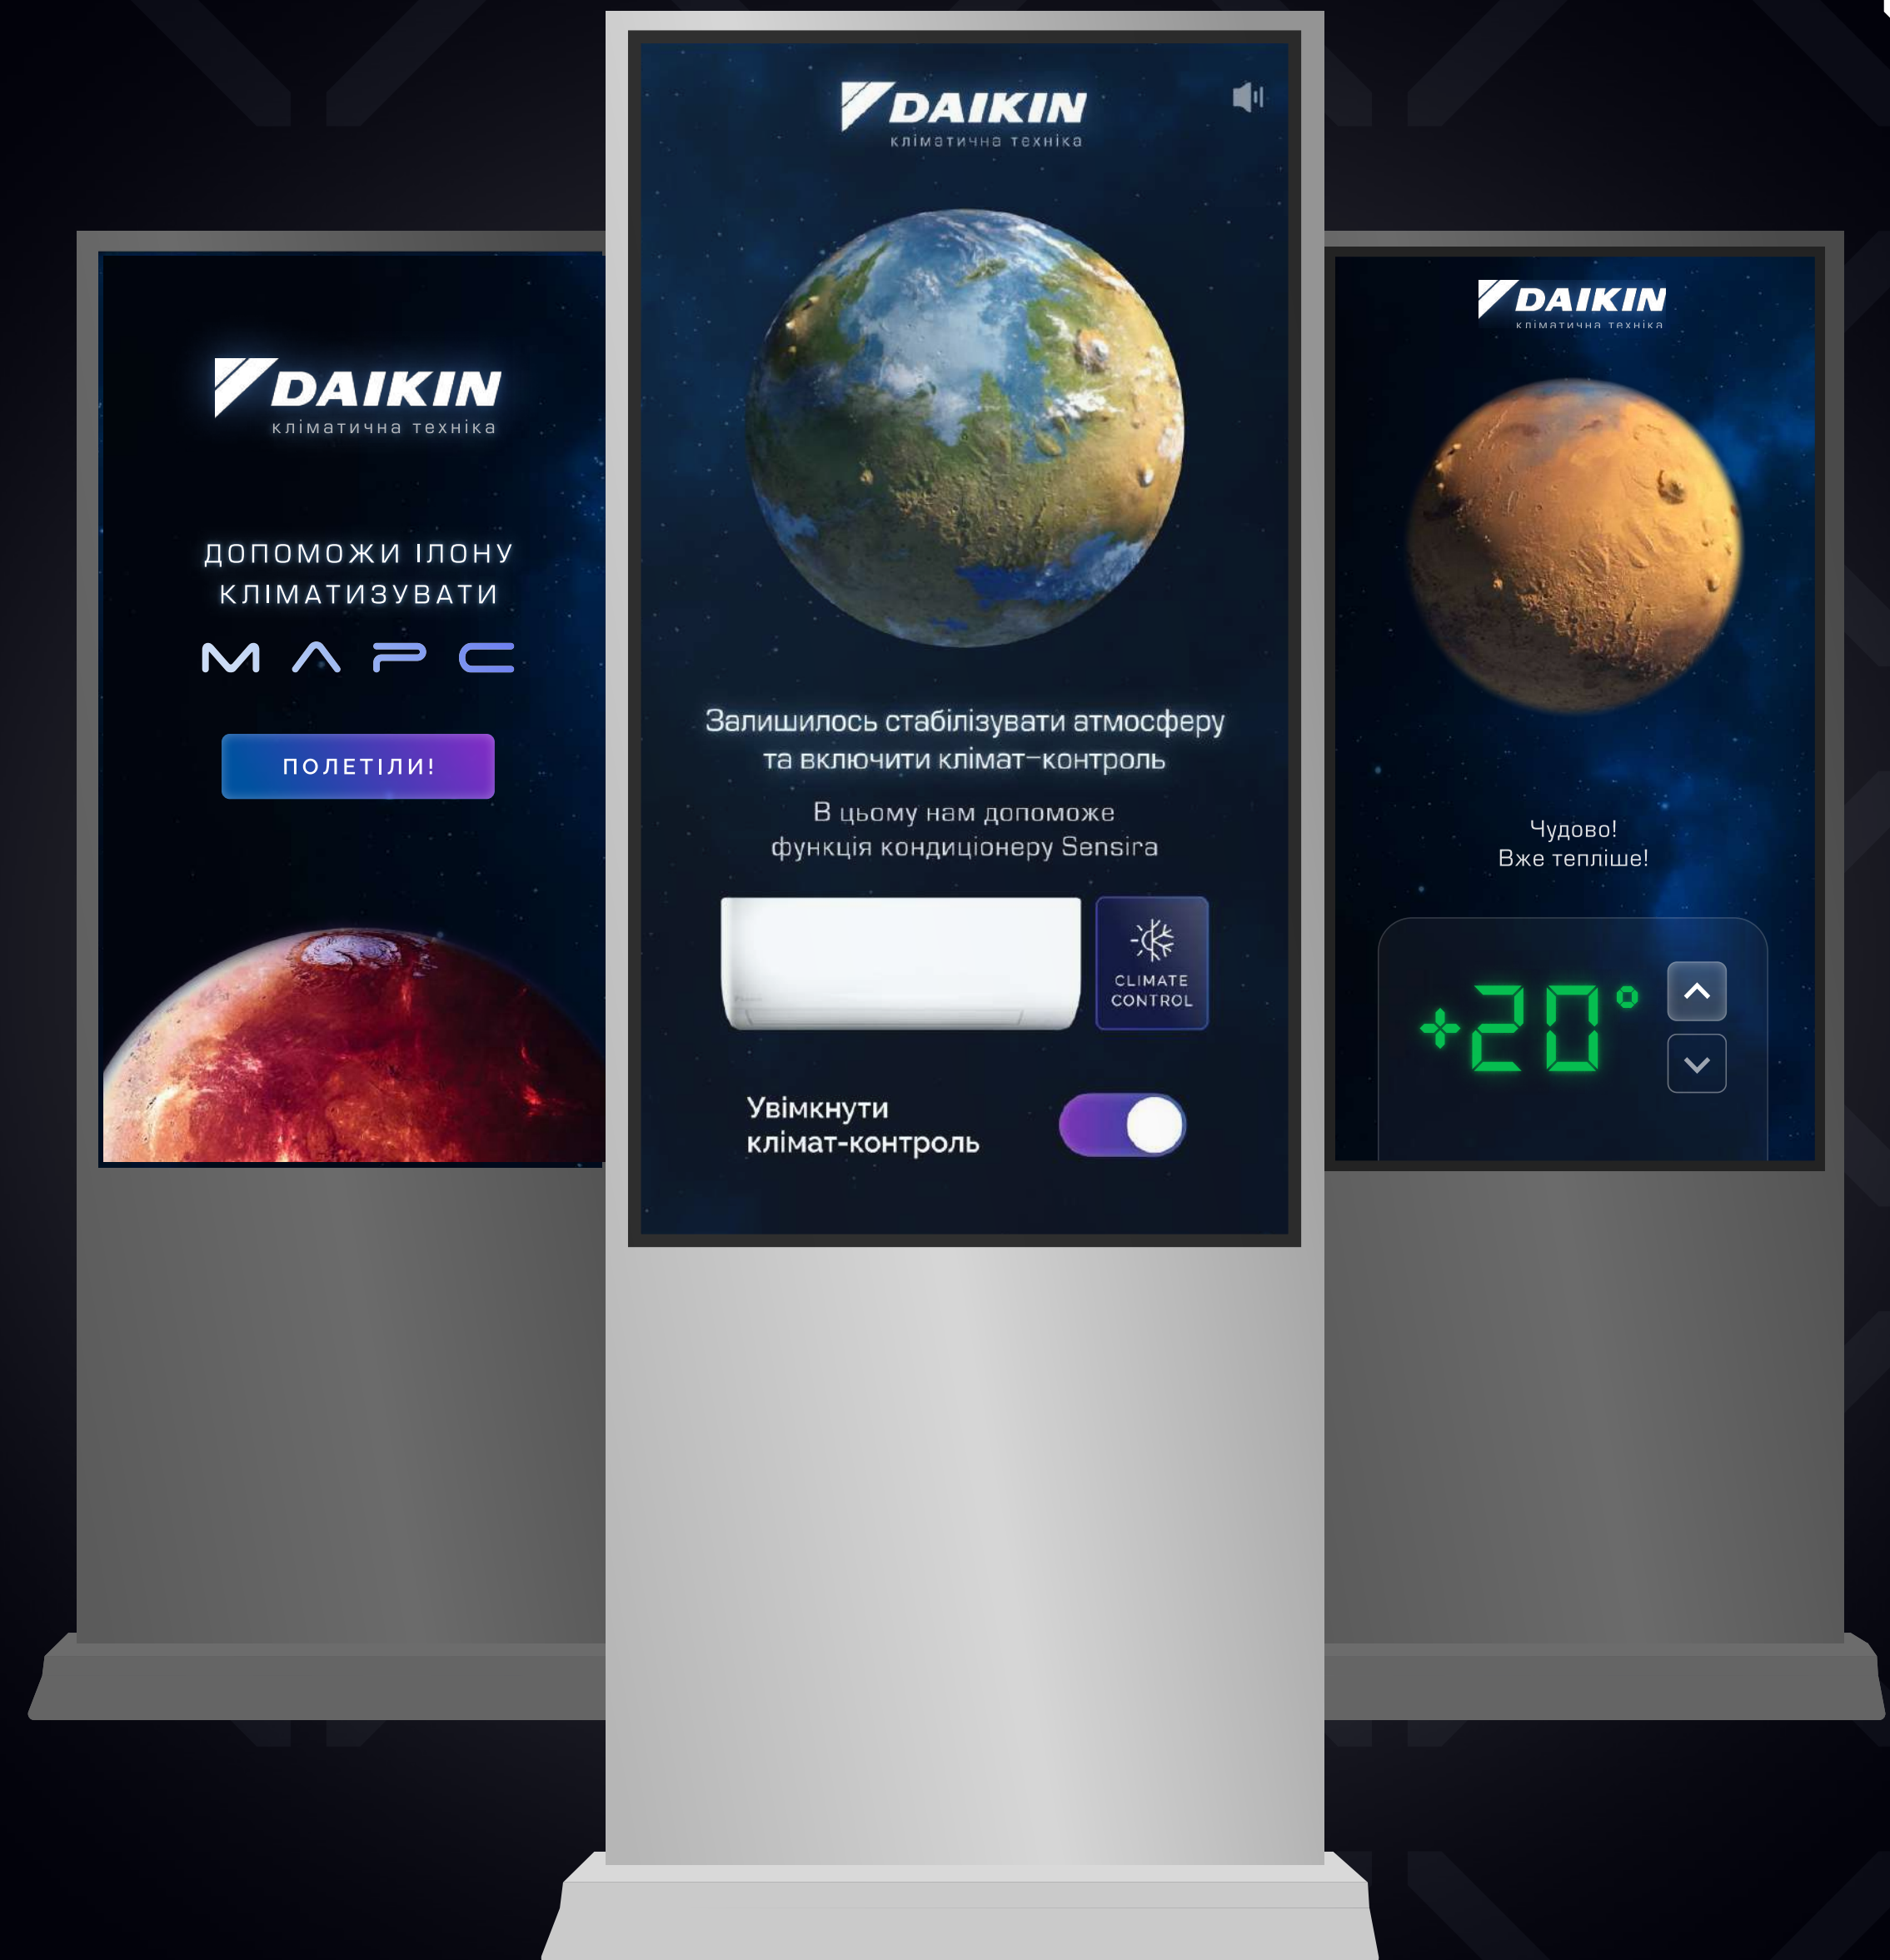 DAIKIN
кліматична техніка
ДОПОМОЖИ ІЛОНУ
КЛІМАТИЗУВАТИ
МАРС
ПОЛЕТІЛИ!
DAIKIN
кліматична техніка
Залишилось стабілізувати атмосферу
та включити клімат-контроль
В цьому нам допоможе
функція кондиціонеру Sensira
CLIMATE
CONTROL
Увімкнути
клімат-контроль
DAIKIN
кліматична техніка
Чудово!
Вже тепліше!
+20°